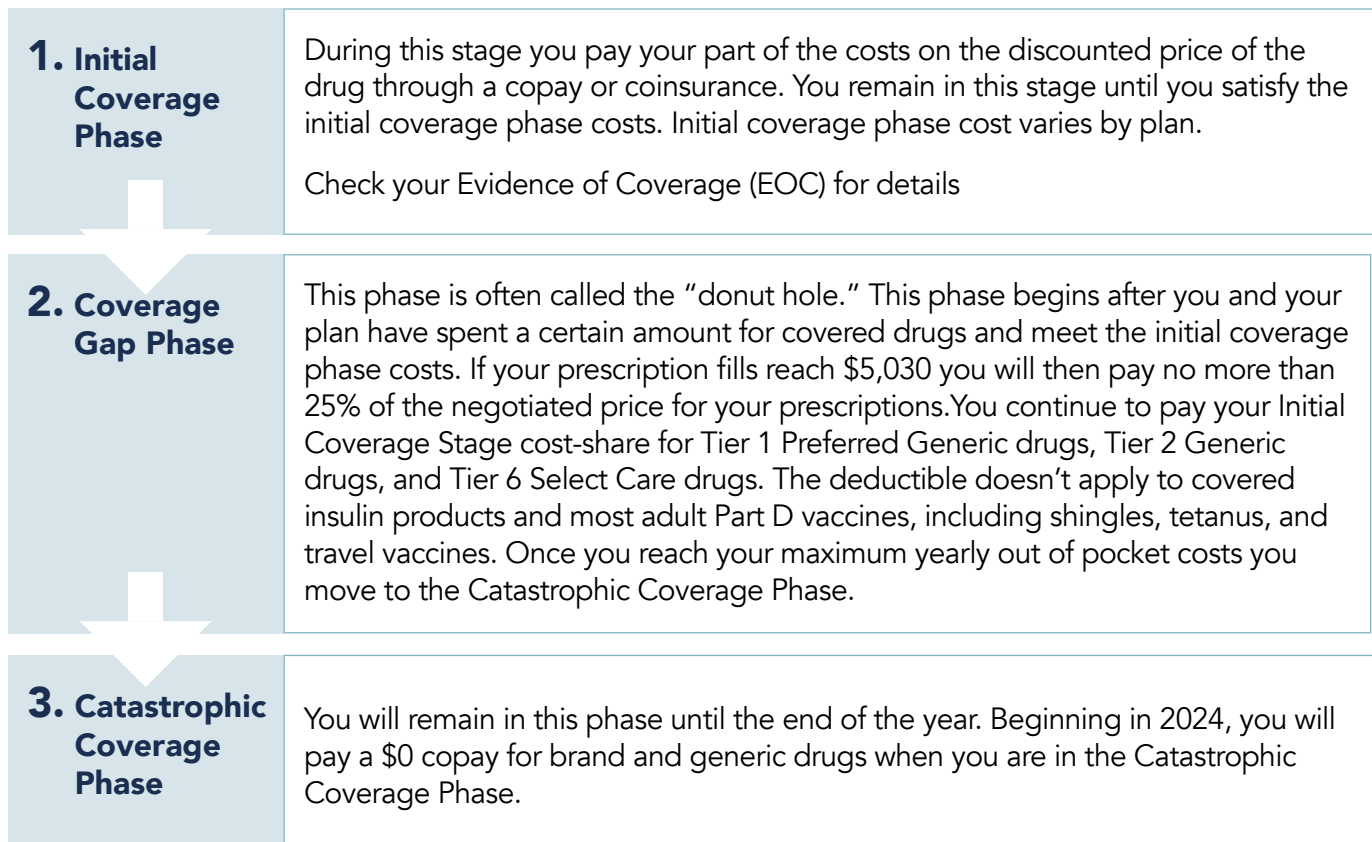 1. Initial
Coverage
Phase
During this stage you pay your part of the costs on the discounted price of the
drug through a copay or coinsurance. You remain in this stage until you satisfy the
initial coverage phase costs. Initial coverage phase cost varies by plan.
Check your Evidence of Coverage (EOC) for details
2. Coverage
Gap Phase
This phase is often called the “donut hole.” This phase begins after you and your
plan have spent a certain amount for covered drugs and meet the initial coverage
phase costs. If your prescription fills reach $5,030 you will then pay no more than
25% of the negotiated price for your prescriptions.You continue to pay your Initial
Coverage Stage cost-share for Tier 1 Preferred Generic drugs, Tier 2 Generic
drugs, and Tier 6 Select Care drugs. The deductible doesn’t apply to covered
insulin products and most adult Part D vaccines, including shingles, tetanus, and
travel vaccines. Once you reach your maximum yearly out of pocket costs you
move to the Catastrophic Coverage Phase.
3. Catastrophic
Coverage
Phase
You will remain in this phase until the end of the year. Beginning in 2024, you will
pay a $0 copay for brand and generic drugs when you are in the Catastrophic
Coverage Phase.